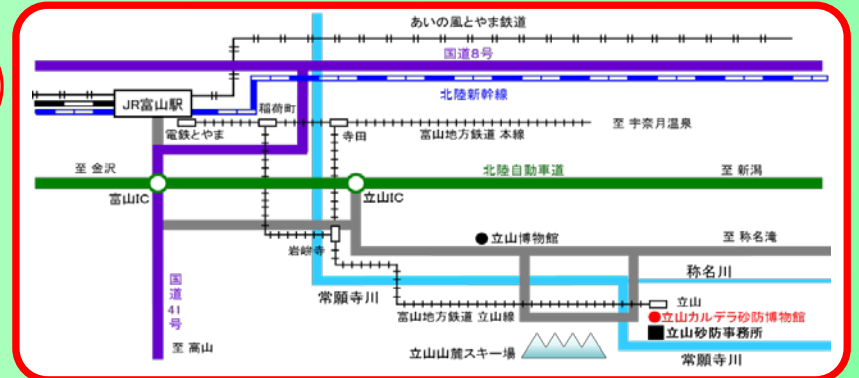 あいの風とやま鉄道
国道8号
北陸新幹線
JR富山駅
稲荷町
電鉄とやま
寺田
富山地方鉄道 本線
至 宇奈月温泉
至 金沢
北陸自動車道
至 新潟
富山IC
立山IC
立山博物館
至 称名滝
岩峅寺
称名川
国道41号
常願寺川
立山
富山地方鉄道 立山線
立山カルデラ砂防博物館
立山砂防事務所
至 高山
立山山麓スキー場
常願寺川